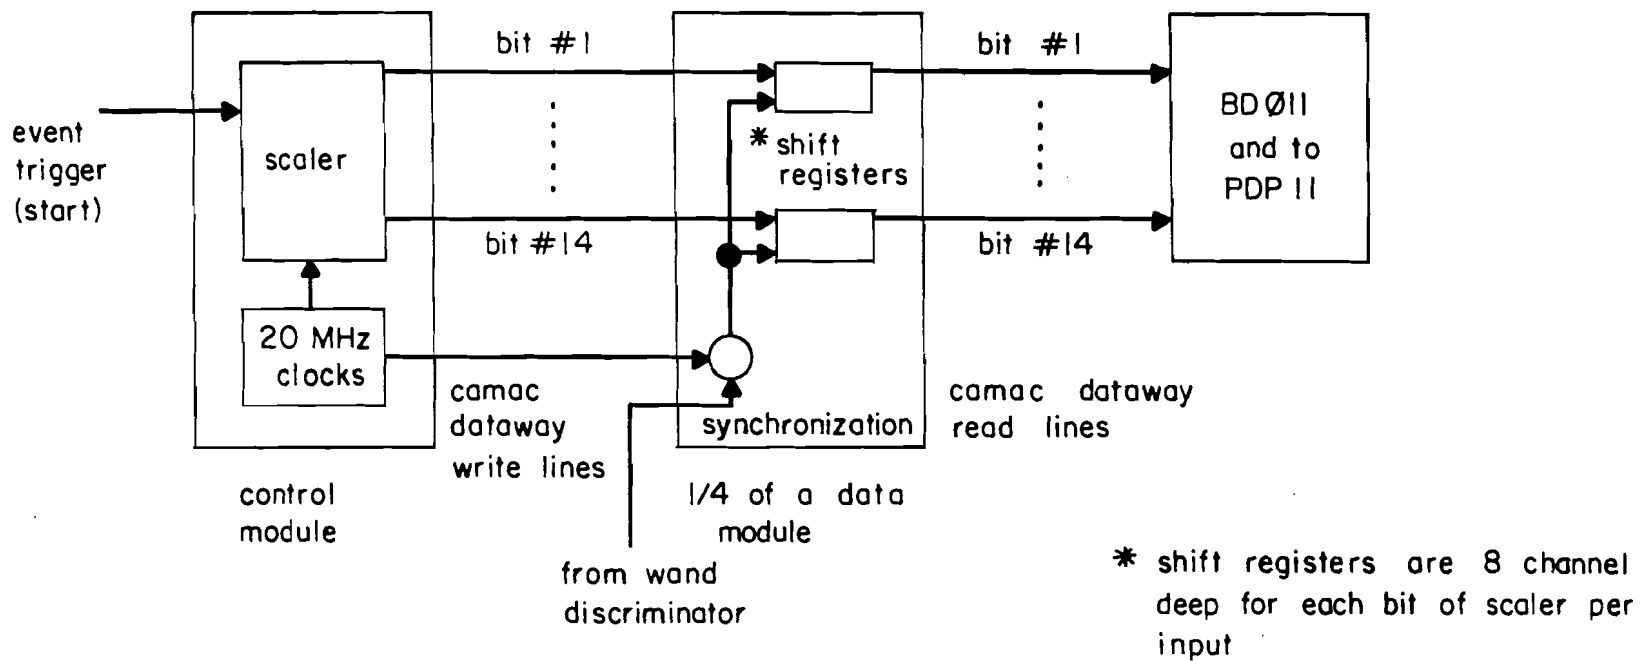 bit #1
bit #1
event
trigger
(start)
scaler
* shift
registers
BDØ11
and to
PDP 11
bit #14
bit #14
20 MHz
clocks
camac
dataway
write lines
synchronization
camac dataway
read lines
control
module
1/4 of a data
module
from wand
discriminator
* shift registers are 8 channel
deep for each bit of scaler per
input